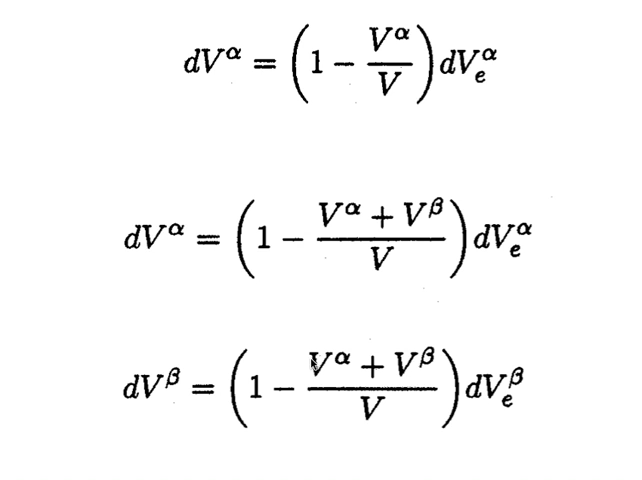 dV^α = (1 − V^α / V) dV_e^α
dV^α = (1 − (V^α + V^β) / V) dV_e^α
dV^β = (1 − (V^α + V^β) / V) dV_e^β